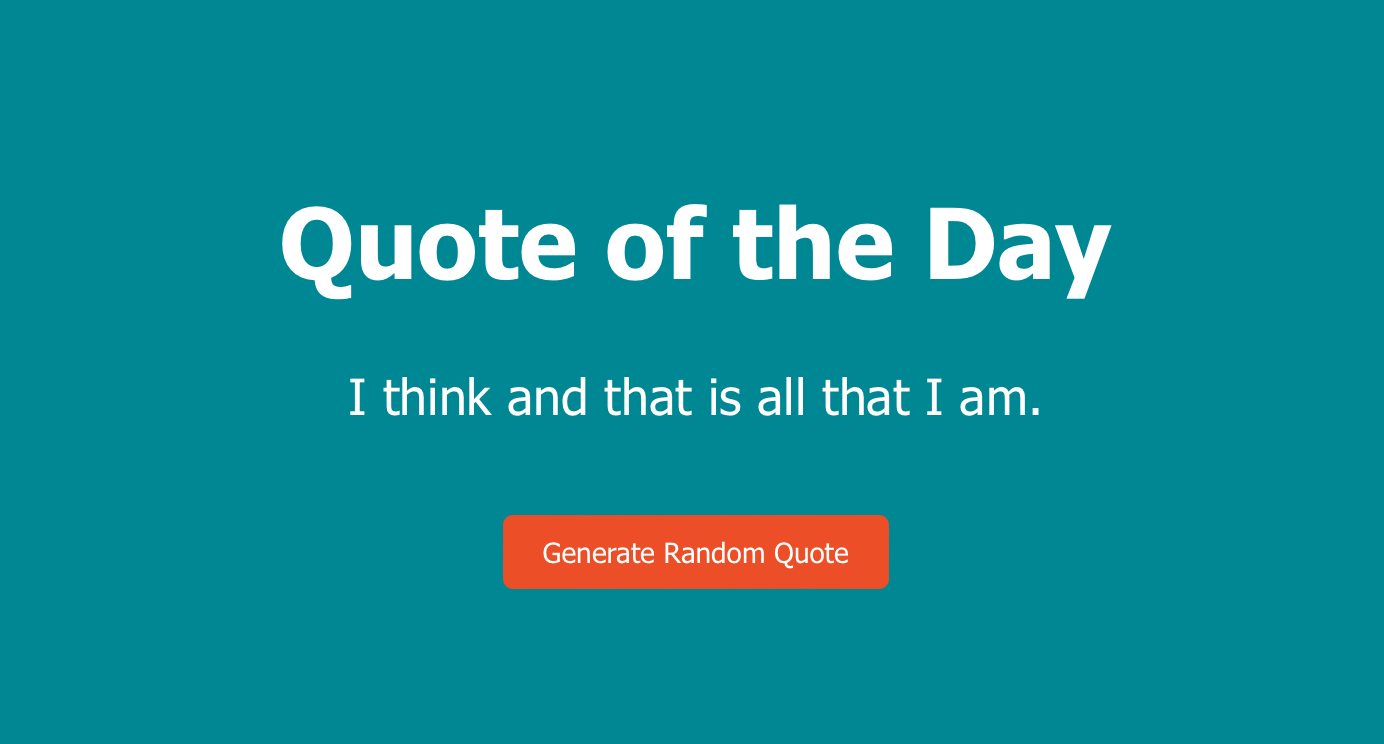 Quote of the Day
I think and that is all that I am.
Generate Random Quote